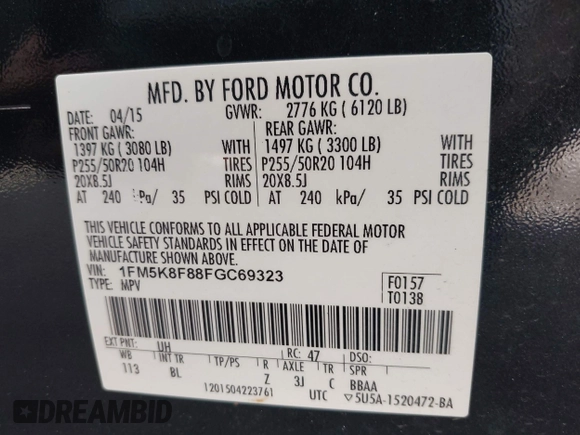 MFD. BY FORD MOTOR CO.
DATE: 04/15 GVWR: 2776 KG ( 6120 LB)
FRONT GAWR: REAR GAWR:
1397 KG ( 3080 LB) WITH 1497 KG ( 3300 LB) WITH
P255/50R20 104H TIRES P255/50R20 104H TIRES
20X8.5J RIMS 20X8.5J RIMS
AT 240 kPa/ 35 PSI COLD AT 240 kPa/ 35 PSI COLD
THIS VEHICLE CONFORMS TO ALL APPLICABLE FEDERAL MOTOR
VEHICLE SAFETY STANDARDS IN EFFECT ON THE DATE OF
MANUFACTURE SHOWN ABOVE.
VIN: 1FM5K8F88FGC69323 F0157
TYPE: MPV T0138
EXT PNT: UH RC: 47 DSO:
WB INT TR TP/PS R AXLE TR SPR
113 BL Z 3J C BBAA
1201504223761 UTC 5U5A-1520472-BA
DREAMBID